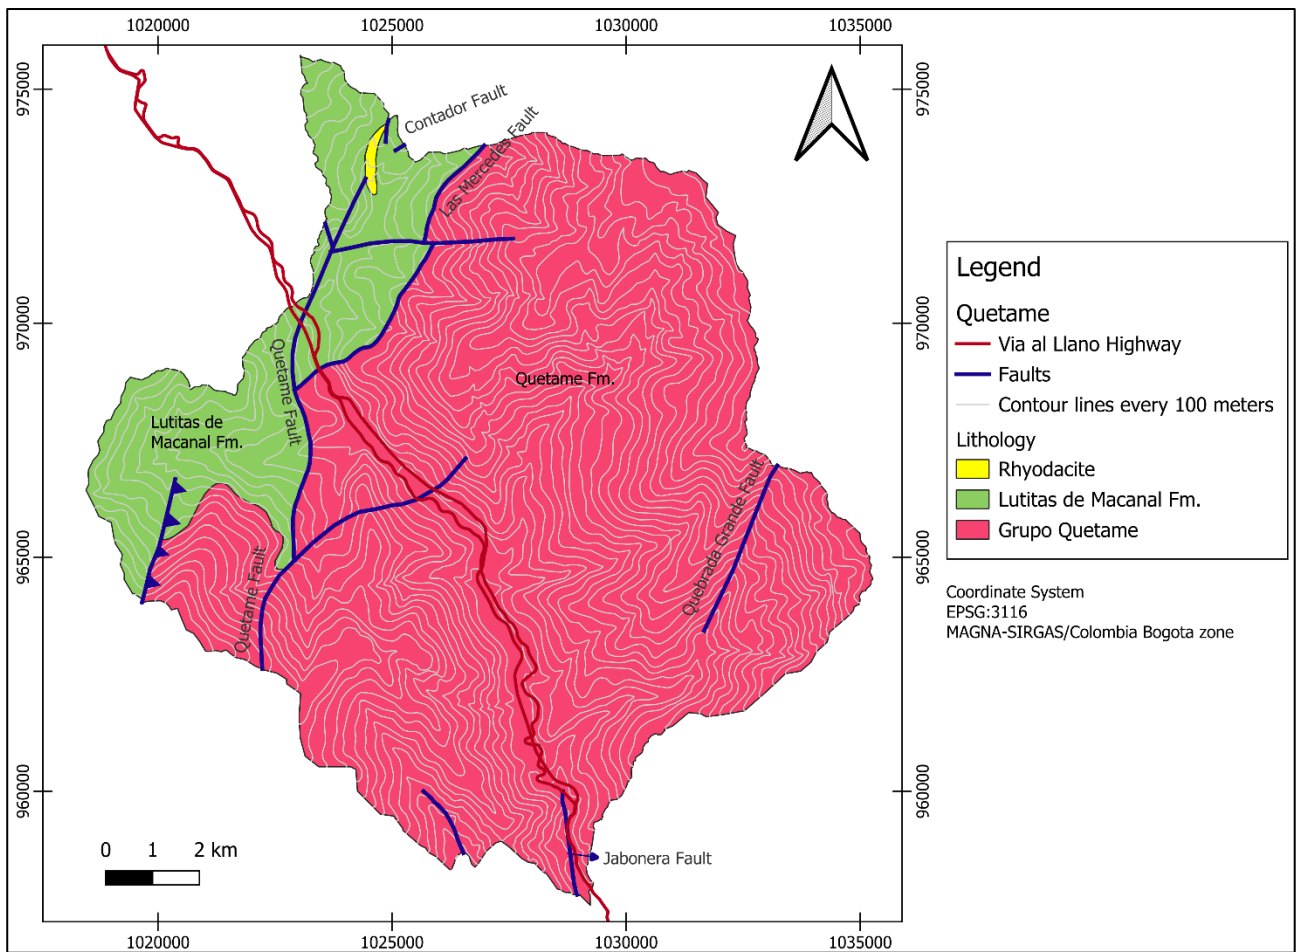 1020000
1025000
1030000
1035000
975000
975000
Contador Fault
Las Mercedes Fault
970000
970000
Quetame Fault
Quetame Fm.
Lutitas de
Macanal Fm.
Quebrada Grande Fault
965000
965000
Quetame Fault
960000
960000
0 1 2 km
Jabonera Fault
1020000
1025000
1030000
1035000
Legend
Quetame
Via al Llano Highway
Faults
Contour lines every 100 meters
Lithology
Rhyodacite
Lutitas de Macanal Fm.
Grupo Quetame
Coordinate System
EPSG:3116
MAGNA-SIRGAS/Colombia Bogota zone